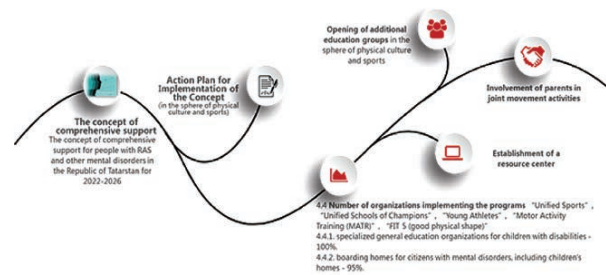 The concept of
comprehensive support
The concept of comprehensive
support for people with RAS
and other mental disorders in
the Republic of Tatarstan for
2022-2026
Action Plan for
Implementation of
the Concept
(in the sphere of physical
culture and sports)
Opening of additional
education groups in the
sphere of physical culture
and sports
Involvement of parents in
joint movement activities
Establishment of a
resource center
4.4 Number of organizations implementing the programs "Unified Sports",
"Unified Schools of Champions", "Young Athletes", "Motor Activity
Training (MATR)", "FIT 5 (good physical shape)"
4.4.1. specialized general education organizations for children with disabilities -
100%.
4.4.2. boarding homes for citizens with mental disorders, including children's
homes - 95%.